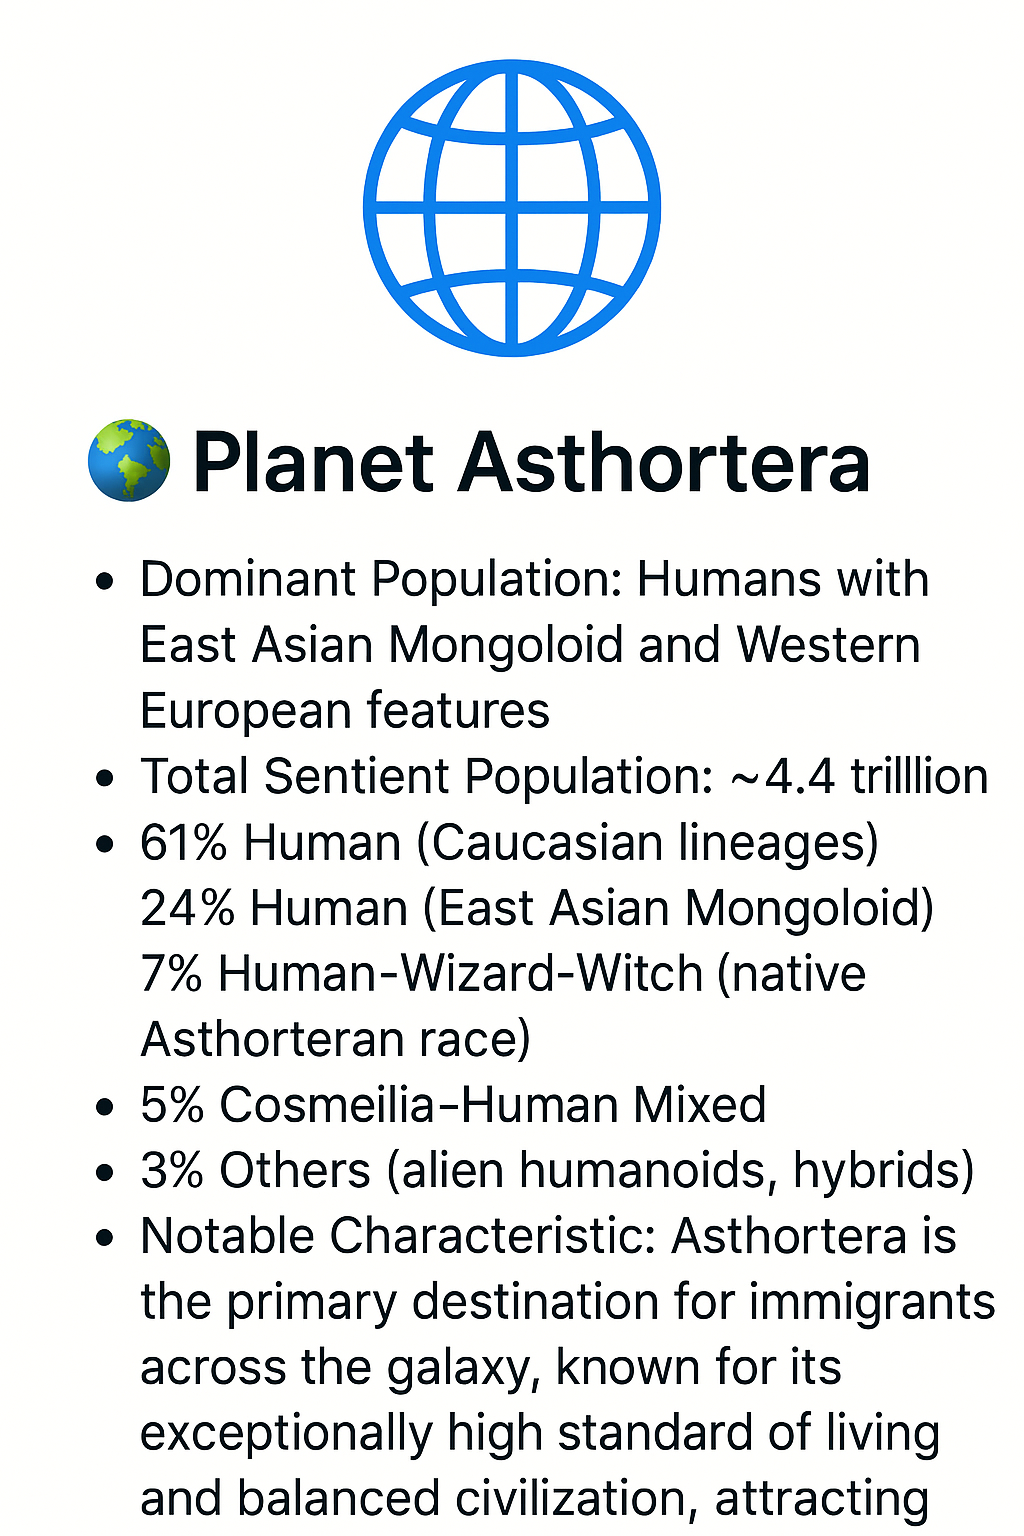 Planet Asthortera
• Dominant Population: Humans with
East Asian Mongoloid and Western
European features
• Total Sentient Population: ~4.4 trilllion
• 61% Human (Caucasian lineages)
24% Human (East Asian Mongoloid)
7% Human-Wizard-Witch (native
Asthorteran race)
• 5% Cosmeilia–Human Mixed
• 3% Others (alien humanoids, hybrids)
• Notable Characteristic: Asthortera is
the primary destination for immigrants
across the galaxy, known for its
exceptionally high standard of living
and balanced civilization, attracting